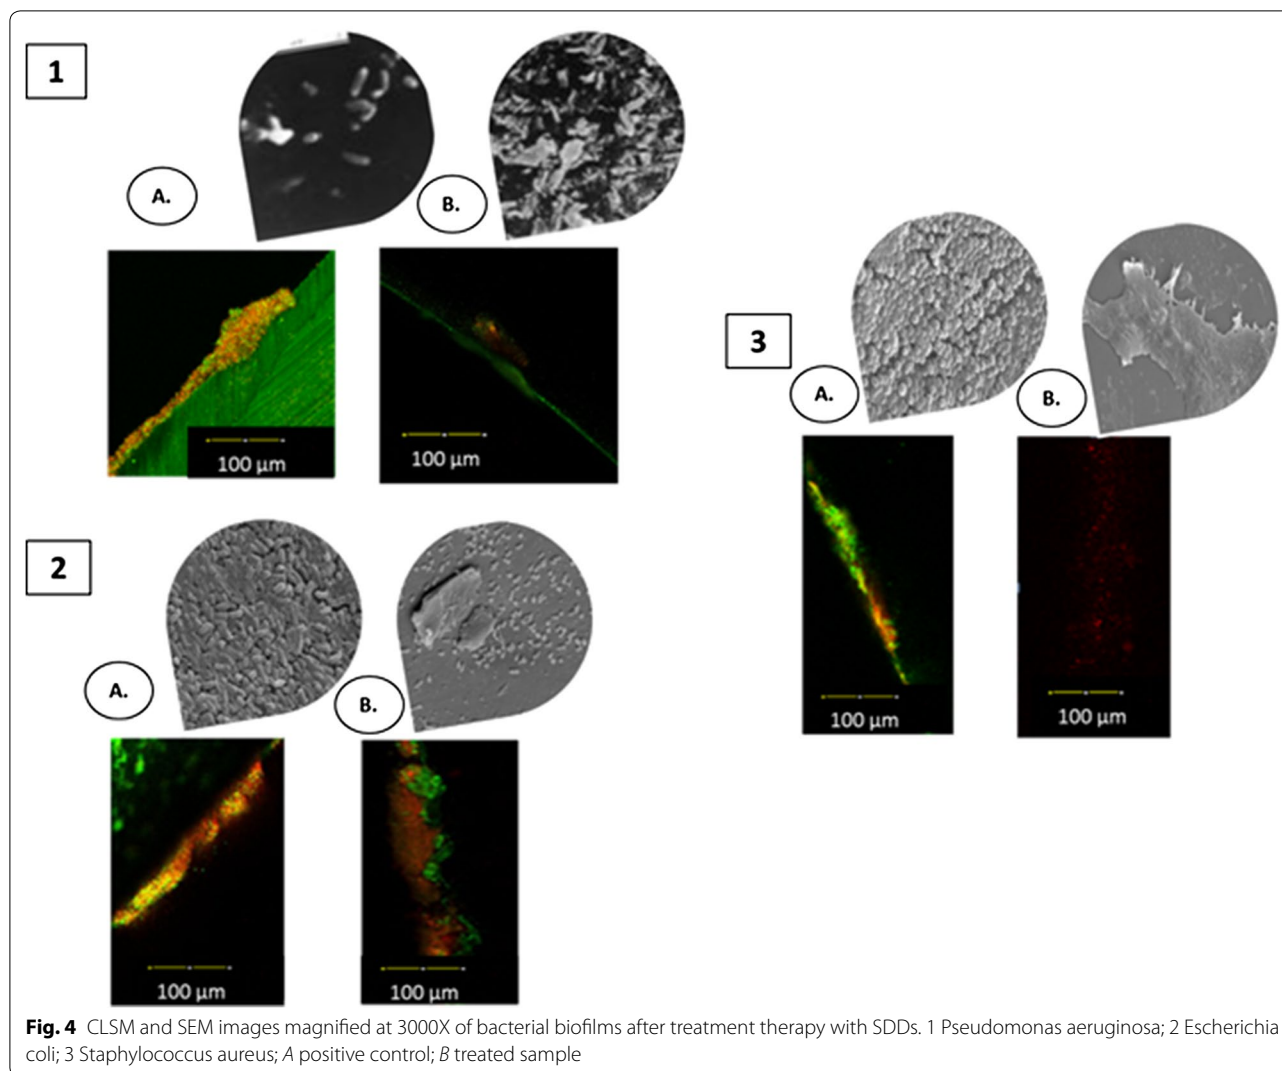 1
A.
B.
100 µm
100 µm
2
A.
B.
100 µm
100 µm
3
A.
B.
100 µm
100 µm
Fig. 4 CLSM and SEM images magnified at 3000X of bacterial biofilms after treatment therapy with SDDs. 1 Pseudomonas aeruginosa; 2 Escherichia
coli; 3 Staphylococcus aureus; A positive control; B treated sample